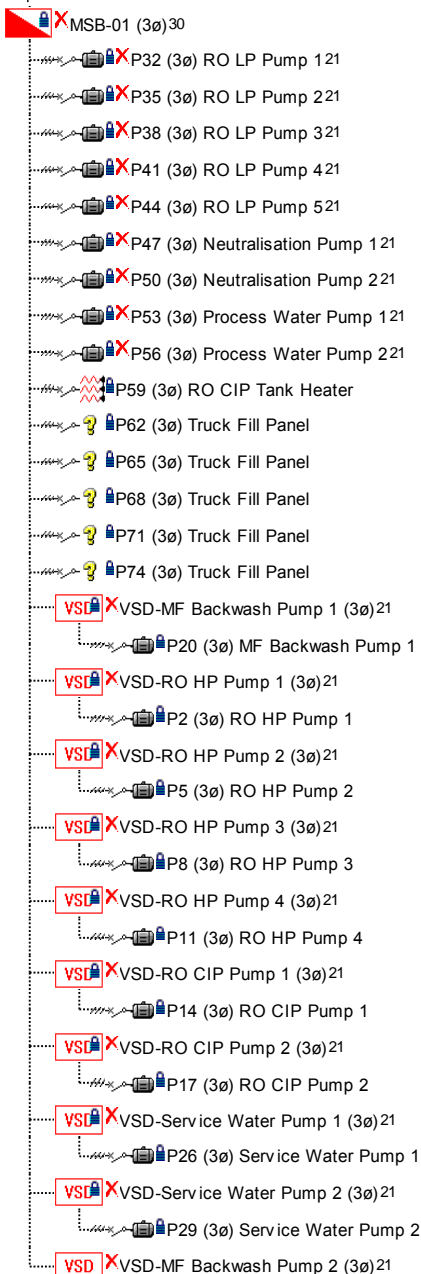 MSB-01 (3ø)30
P32 (3ø) RO LP Pump 121
P35 (3ø) RO LP Pump 221
P38 (3ø) RO LP Pump 321
P41 (3ø) RO LP Pump 421
P44 (3ø) RO LP Pump 521
P47 (3ø) Neutralisation Pump 121
P50 (3ø) Neutralisation Pump 221
P53 (3ø) Process Water Pump 121
P56 (3ø) Process Water Pump 221
P59 (3ø) RO CIP Tank Heater
? P62 (3ø) Truck Fill Panel
? P65 (3ø) Truck Fill Panel
? P68 (3ø) Truck Fill Panel
? P71 (3ø) Truck Fill Panel
? P74 (3ø) Truck Fill Panel
VSD VSD-MF Backwash Pump 1 (3ø)21
P20 (3ø) MF Backwash Pump 1
VSD VSD-RO HP Pump 1 (3ø)21
P2 (3ø) RO HP Pump 1
VSD VSD-RO HP Pump 2 (3ø)21
P5 (3ø) RO HP Pump 2
VSD VSD-RO HP Pump 3 (3ø)21
P8 (3ø) RO HP Pump 3
VSD VSD-RO HP Pump 4 (3ø)21
P11 (3ø) RO HP Pump 4
VSD VSD-RO CIP Pump 1 (3ø)21
P14 (3ø) RO CIP Pump 1
VSD VSD-RO CIP Pump 2 (3ø)21
P17 (3ø) RO CIP Pump 2
VSD VSD-Service Water Pump 1 (3ø)21
P26 (3ø) Service Water Pump 1
VSD VSD-Service Water Pump 2 (3ø)21
P29 (3ø) Service Water Pump 2
VSD VSD-MF Backwash Pump 2 (3ø)21